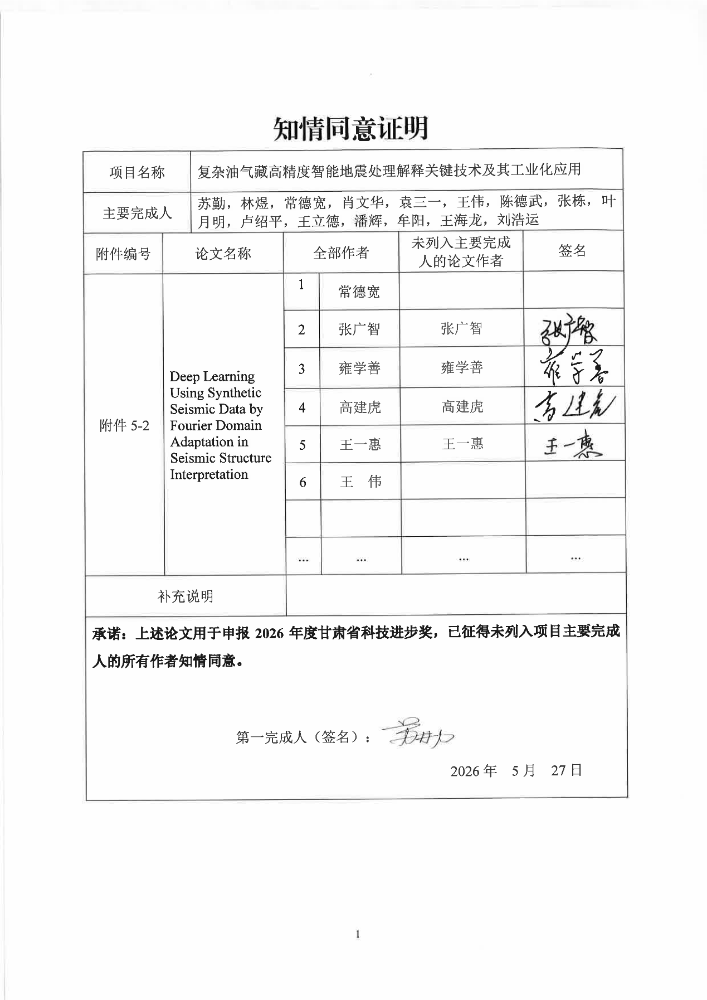 知情同意证明
项目名称
复杂油气藏高精度智能地震处理解释关键技术及其工业化应用
主要完成人
苏勤，林煜，常德宽，肖文华，袁三一，王伟，陈德武，张栋，叶
月明，卢绍平，王立德，潘辉，牟阳，王海龙，刘浩运
附件编号
论文名称
全部作者
未列入主要完成
人的论文作者
签名
附件 5-2
Deep Learning
Using Synthetic
Seismic Data by
Fourier Domain
Adaptation in
Seismic Structure
Interpretation
1 常德宽
2 张广智 张广智 张广智
3 雍学善 雍学善 雍学善
4 高建虎 高建虎 高建虎
5 王一惠 王一惠 王一惠
6 王　伟
... ... ... ...
补充说明
承诺：上述论文用于申报 2026 年度甘肃省科技进步奖，已征得未列入项目主要完成
人的所有作者知情同意。
第一完成人（签名）： 苏勤
2026 年 5 月 27 日
1